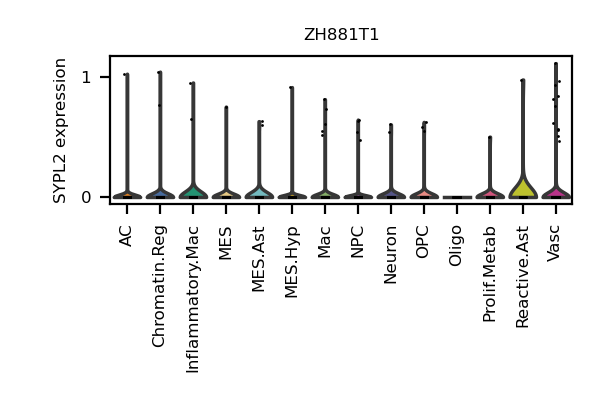 ZH881T1
SYPL2 expression
1
0
AC
Chromatin.Reg
Inflammatory.Mac
MES
MES.Ast
MES.Hyp
Mac
NPC
Neuron
OPC
Oligo
Prolif.Metab
Reactive.Ast
Vasc